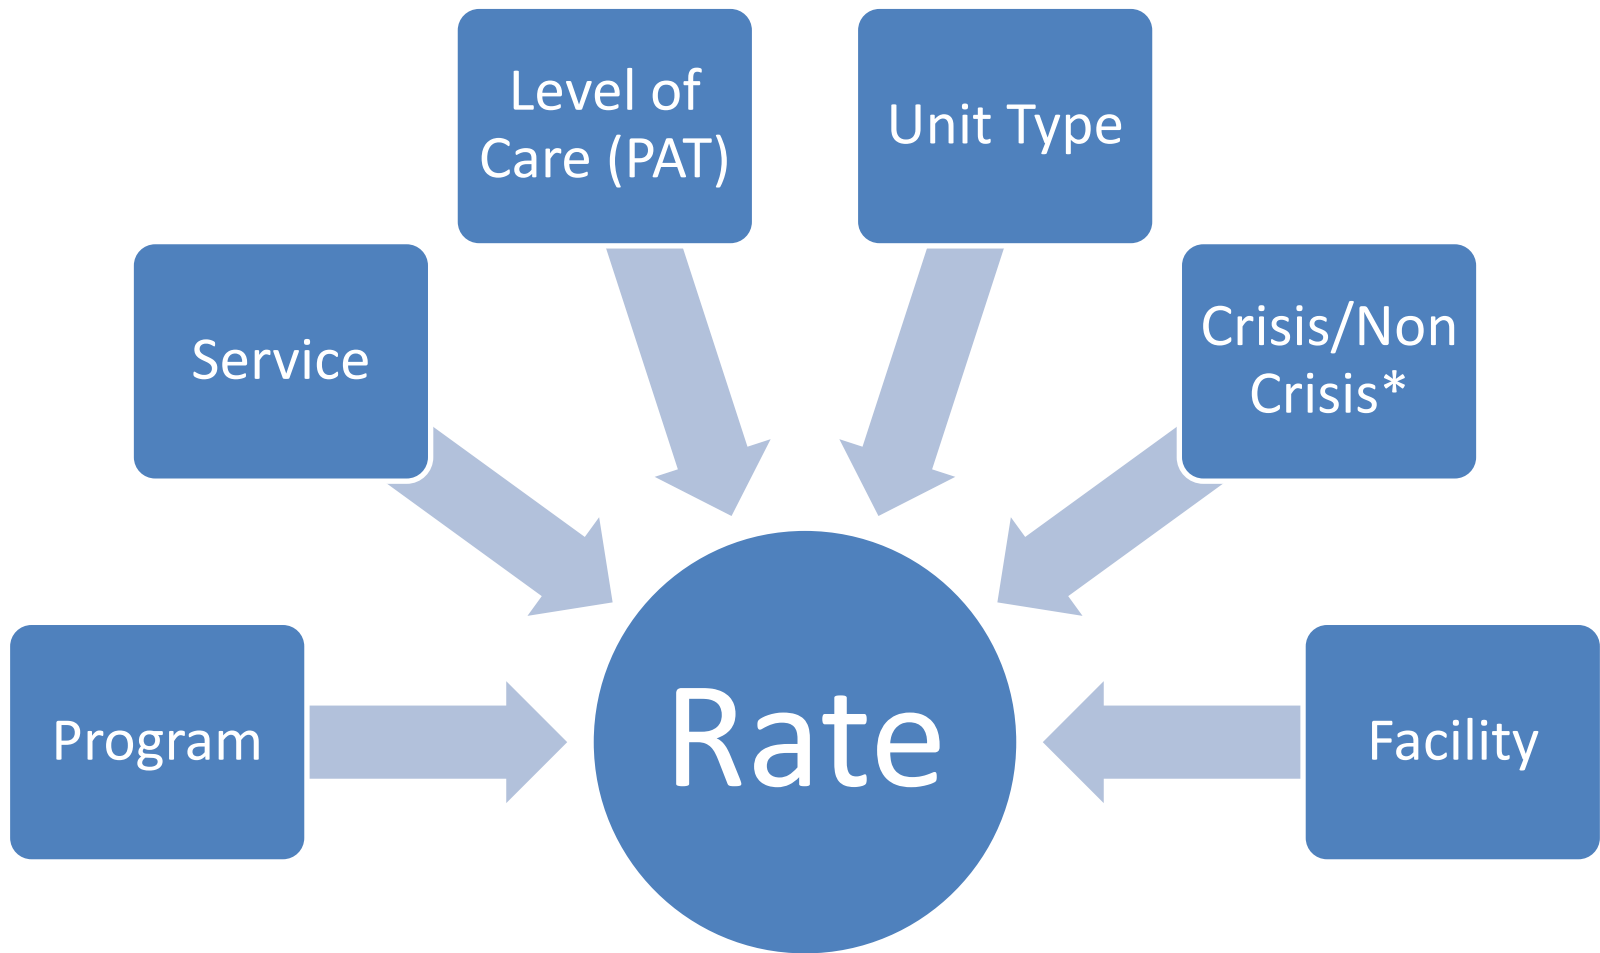 Level of
Care (PAT)
Unit Type
Service
Crisis/Non
Crisis*
Program
Rate
Facility